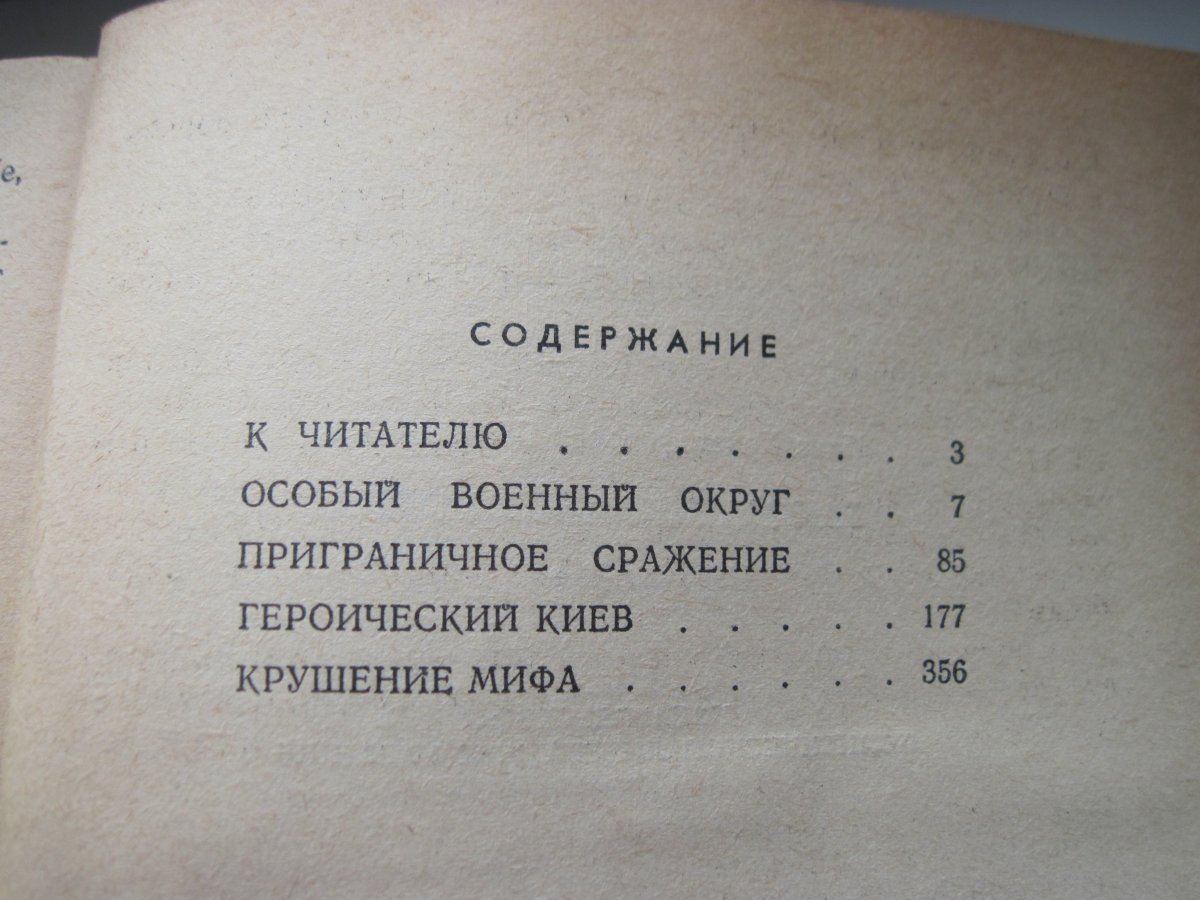 е,
СОДЕРЖАНИЕ
К ЧИТАТЕЛЮ . . . . . . . 3
ОСОБЫЙ ВОЕННЫЙ ОКРУГ . . 7
ПРИГРАНИЧНОЕ СРАЖЕНИЕ . . 85
ГЕРОИЧЕСКИЙ КИЕВ . . . . . 177
КРУШЕНИЕ МИФА . . . . . . 356